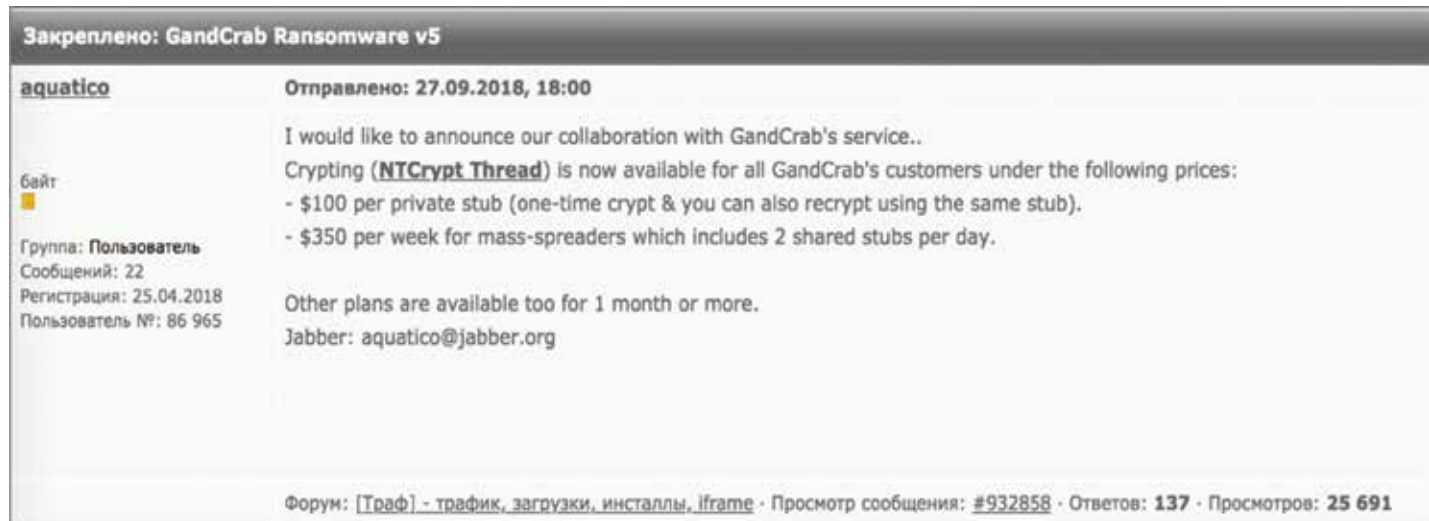 Закреплено: GandCrab Ransomware v5
aquatico
Отправлено: 27.09.2018, 18:00
I would like to announce our collaboration with GandCrab's service..
Crypting (NTCrypt Thread) is now available for all GandCrab's customers under the following prices:
- $100 per private stub (one-time crypt & you can also recrypt using the same stub).
- $350 per week for mass-spreaders which includes 2 shared stubs per day.
Other plans are available too for 1 month or more.
Jabber: aquatico@jabber.org
байт
Группа: Пользователь
Сообщений: 22
Регистрация: 25.04.2018
Пользователь №: 86 965
Форум: [Траф] - трафик, загрузки, инсталлы, iframe · Просмотр сообщения: #932858 · Ответов: 137 · Просмотров: 25 691